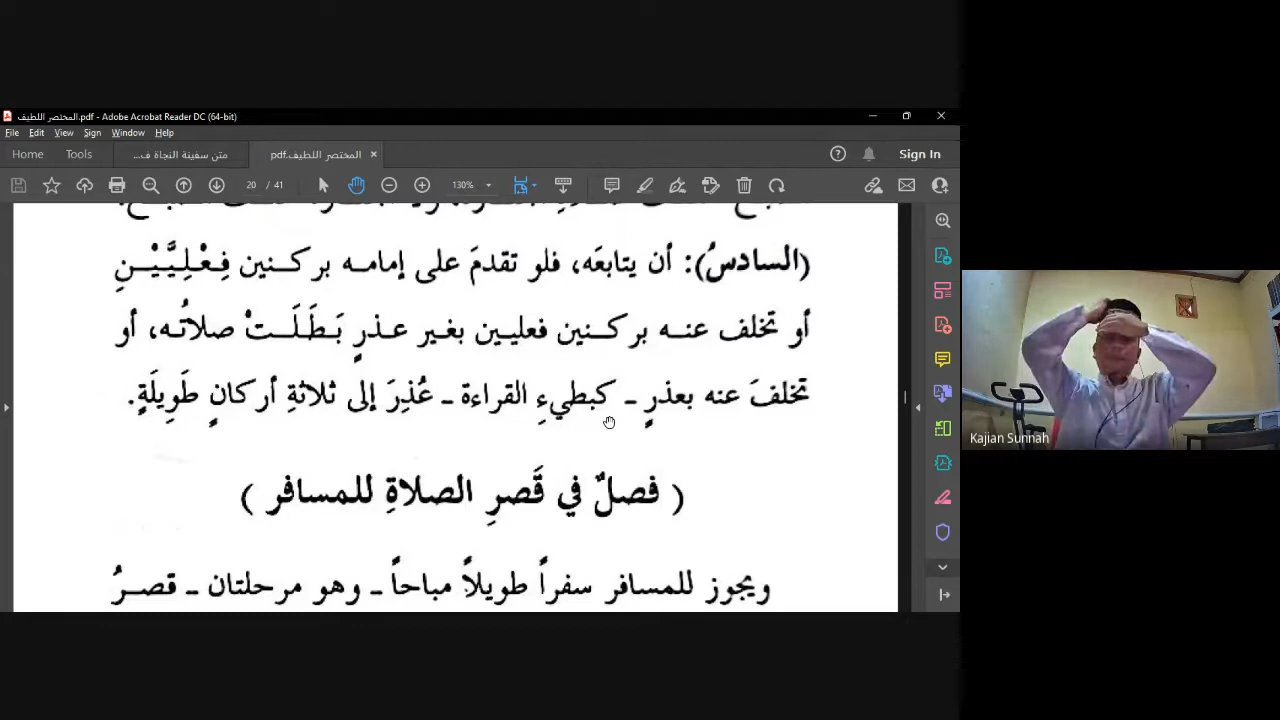 المختصر اللطيف.pdf - Adobe Acrobat Reader DC (64-bit)
File Edit View Sign Window Help
Home Tools متن سفينة النجاة ف... المختصر اللطيف.pdf Sign In
20 / 41 130%
(السادسُ): أن يتابعَه، فلو تقدمَ على إمامه بركنين فِعْلِيَّيْنِ
أو تخلف عنه بركنين فعليين بغير عذرٍ بَطَلَتْ صلاتُه، أو
تخلفَ عنه بعذرٍ - كبطيءِ القراءة - عُذِرَ إلى ثلاثةِ أركانٍ طَوِيلَةٍ.
( فصلٌ في قَصرِ الصلاةِ للمسافر )
ويجوز للمسافر سفراً طويلاً مباحاً - وهو مرحلتان - قصرُ
Kajian Sunnah